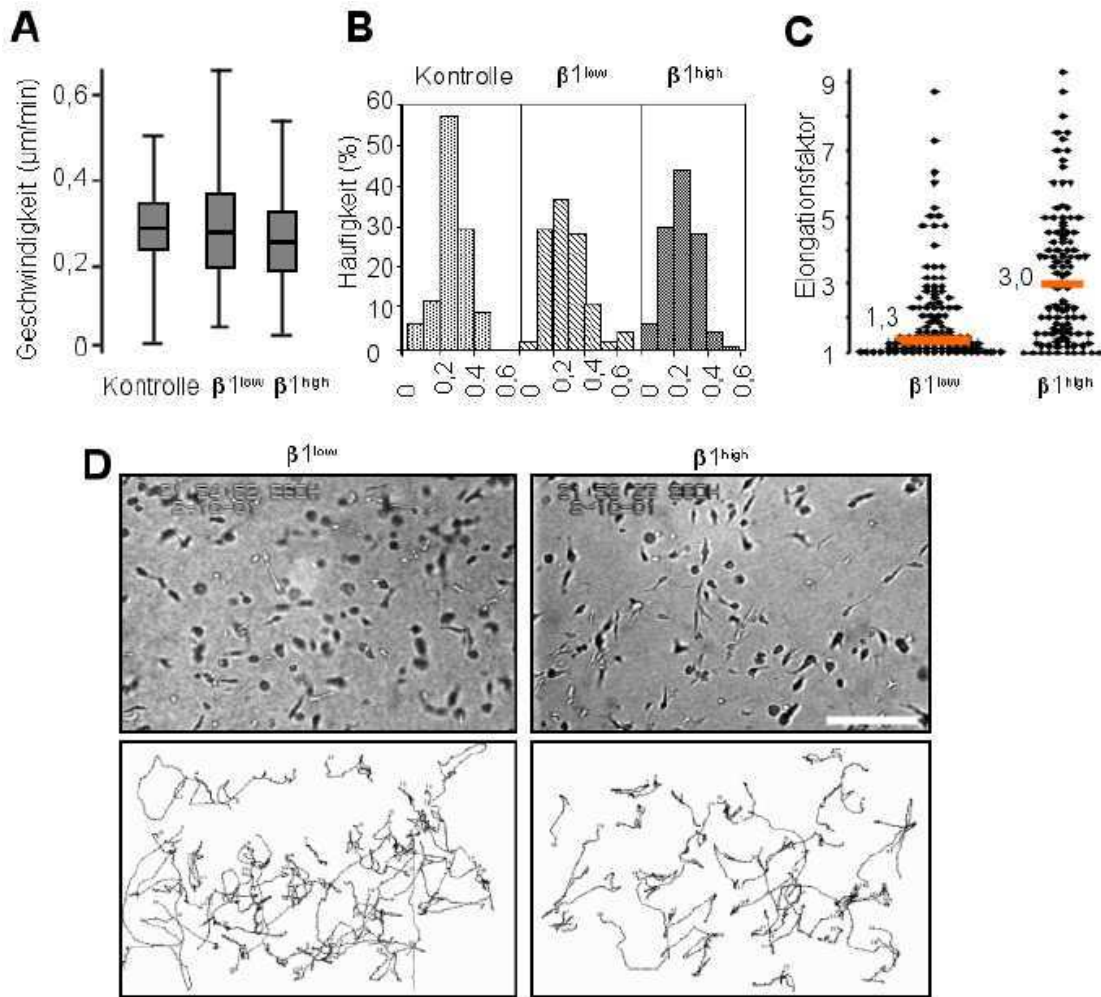 A
Geschwindigkeit (µm/min)
0,6
0,4
0,2
0
Kontrolle β1low β1high
B
Kontrolle β1low β1high
Häufigkeit (%)
60
50
40
30
20
10
0
0 0,2 0,4 0,6 0 0,2 0,4 0,6 0 0,2 0,4 0,6
C
Elongationsfaktor
9
7
5
3
1
1,3
3,0
β1low β1high
D
β1low β1high